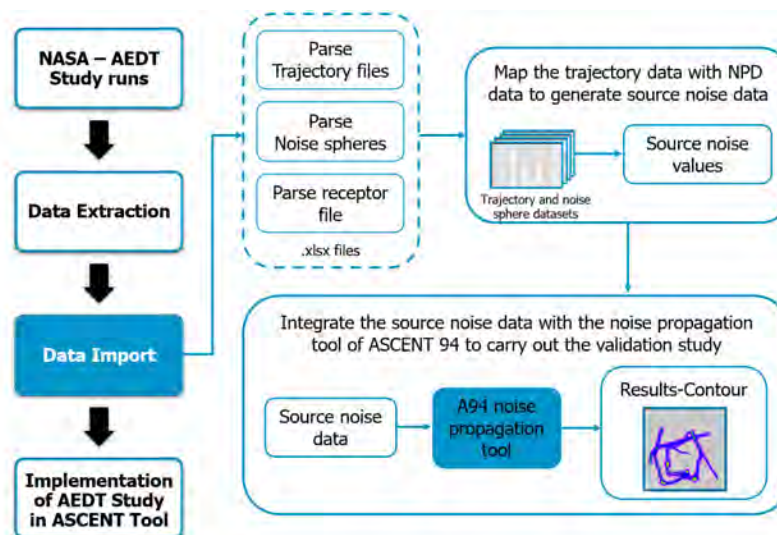 NASA – AEDT
Study runs
Data Extraction
Data Import
Implementation
of AEDT Study
in ASCENT Tool
Parse
Trajectory files
Parse
Noise spheres
Parse receptor
file
.xlsx files
Map the trajectory data with NPD
data to generate source noise data
Trajectory and noise
sphere datasets
Source noise
values
Integrate the source noise data with the noise propagation
tool of ASCENT 94 to carry out the validation study
Source noise
data
A94 noise
propagation
tool
Results-Contour